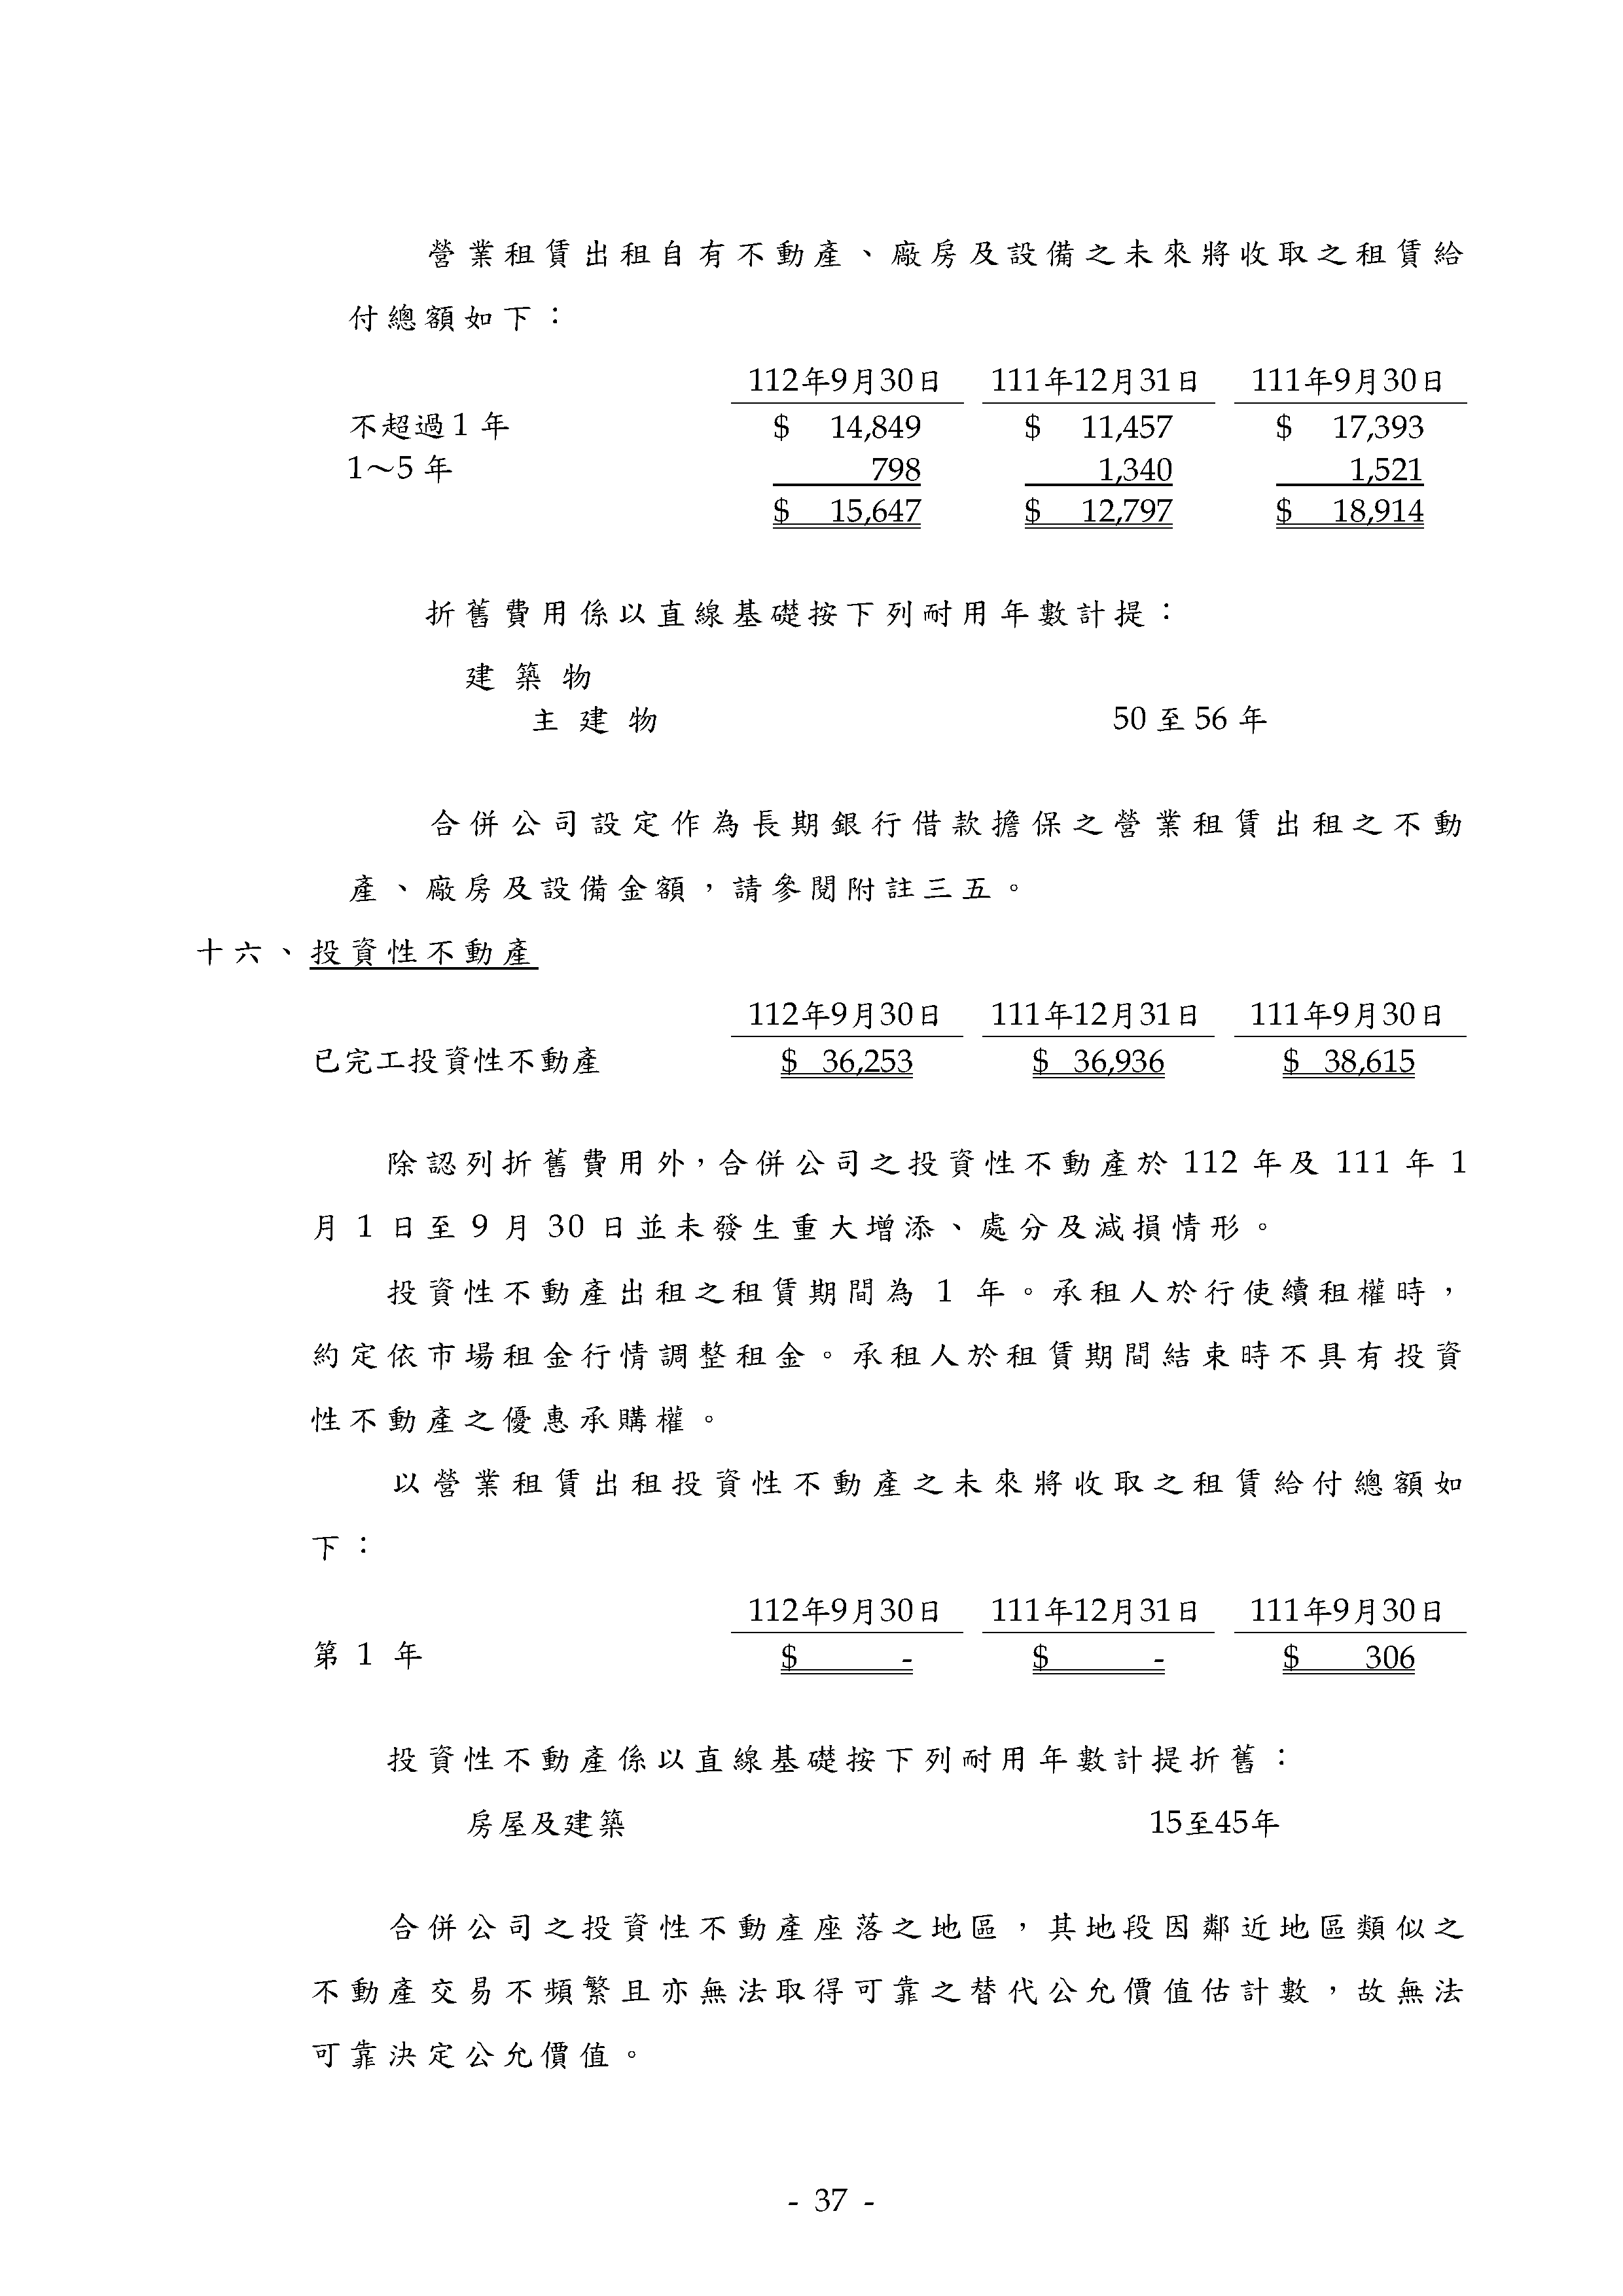 營業租賃出租自有不動產、廠房及設備之未來將收取之租賃給
付總額如下：
112年9月30日 111年12月31日 111年9月30日
不超過1年 $ 14,849 $ 11,457 $ 17,393
1～5年 798 1,340 1,521
$ 15,647 $ 12,797 $ 18,914
折舊費用係以直線基礎按下列耐用年數計提：
建築物
主建物 50至56年
合併公司設定作為長期銀行借款擔保之營業租賃出租之不動
產、廠房及設備金額，請參閱附註三五。
十六、投資性不動產
112年9月30日 111年12月31日 111年9月30日
已完工投資性不動產 $ 36,253 $ 36,936 $ 38,615
除認列折舊費用外，合併公司之投資性不動產於 112 年及 111 年 1
月 1 日至 9 月 30 日並未發生重大增添、處分及減損情形。
投資性不動產出租之租賃期間為 1 年。承租人於行使續租權時，
約定依市場租金行情調整租金。承租人於租賃期間結束時不具有投資
性不動產之優惠承購權。
以營業租賃出租投資性不動產之未來將收取之租賃給付總額如
下：
112年9月30日 111年12月31日 111年9月30日
第 1 年 $ - $ - $ 306
投資性不動產係以直線基礎按下列耐用年數計提折舊：
房屋及建築 15至45年
合併公司之投資性不動產座落之地區，其地段因鄰近地區類似之
不動產交易不頻繁且亦無法取得可靠之替代公允價值估計數，故無法
可靠決定公允價值。
- 37 -